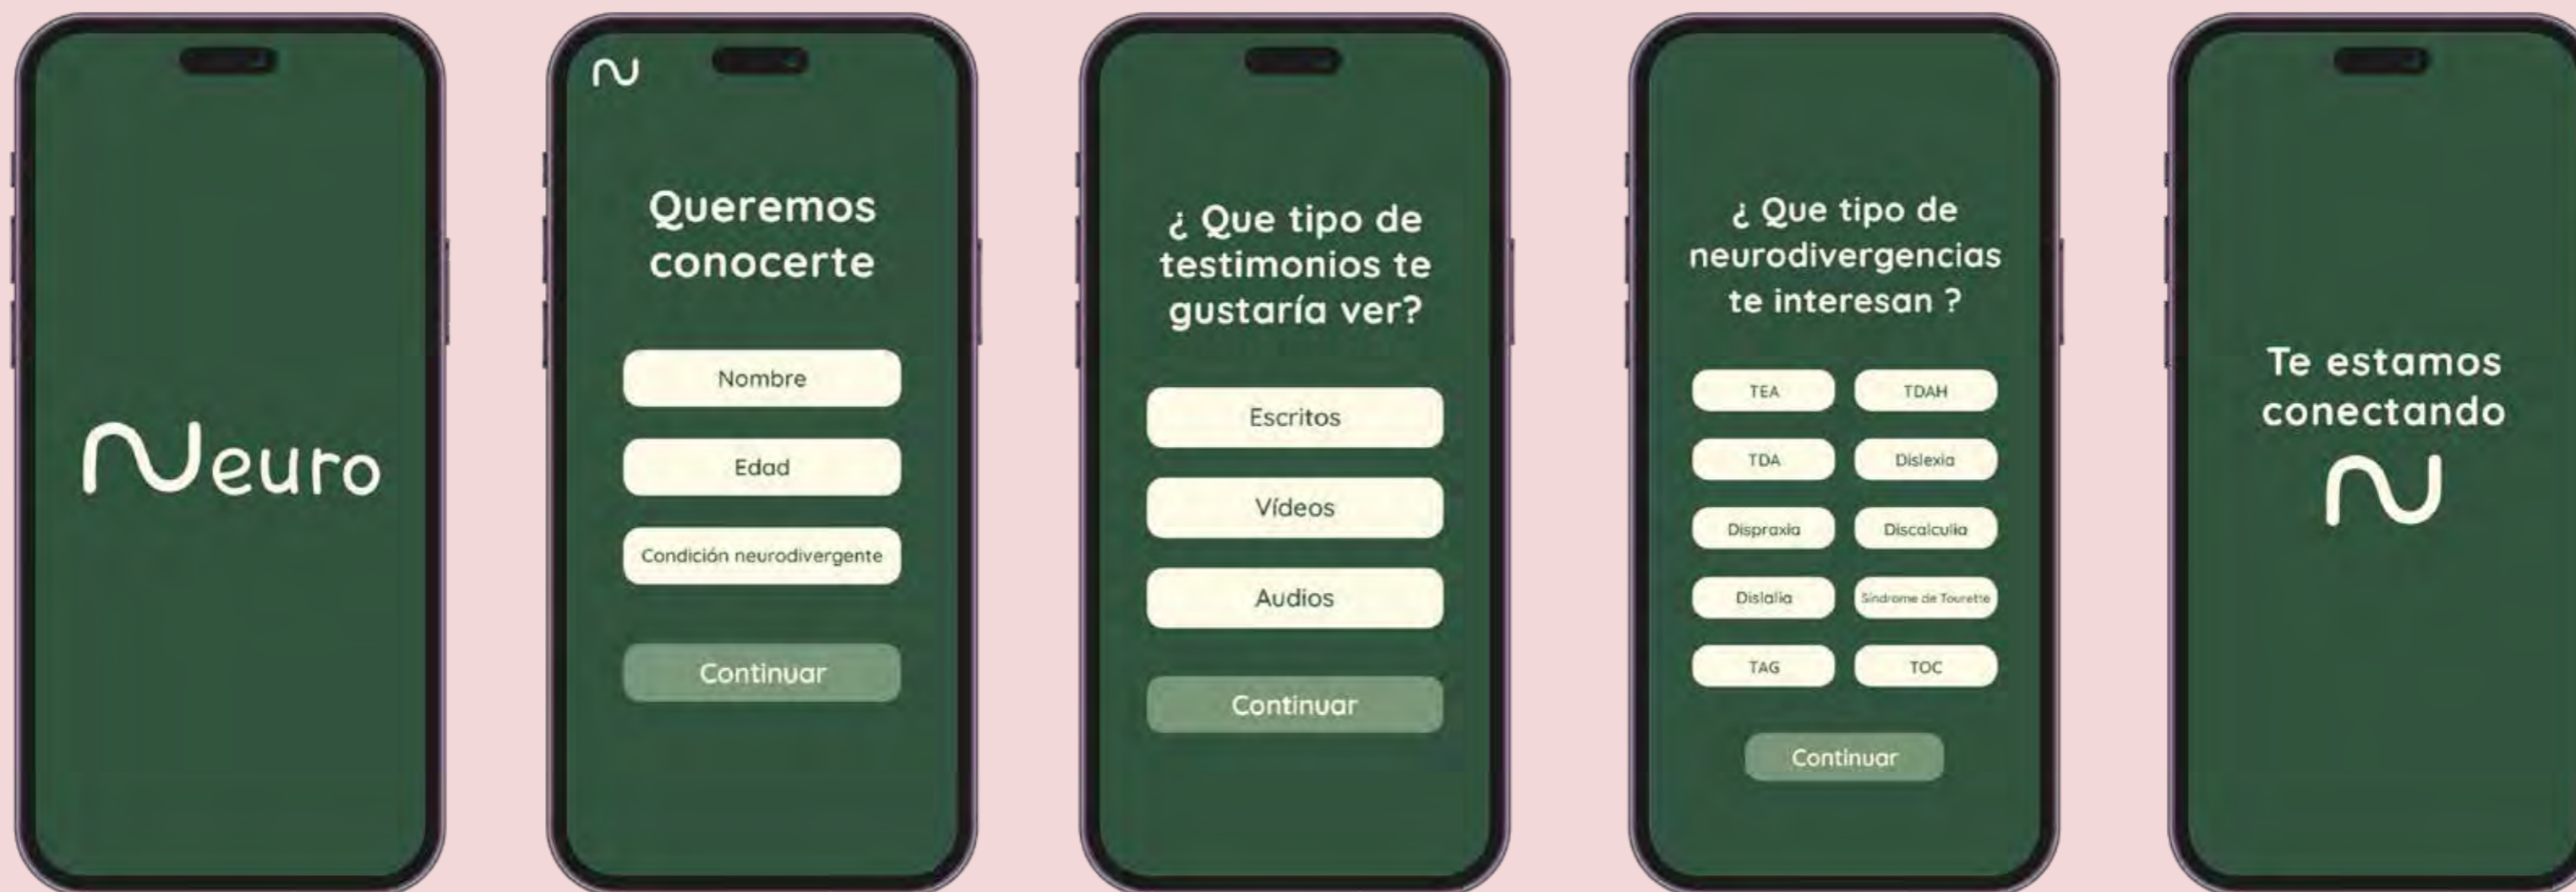 Neuro
N
Queremos
conocerte
Nombre
Edad
Condición neurodivergente
Continuar
¿ Que tipo de
testimonios te
gustaría ver?
Escritos
Vídeos
Audios
Continuar
¿ Que tipo de
neurodivergencias
te interesan ?
TEA
TDAH
TDA
Dislexia
Dispraxia
Discalculia
Dislalia
Síndrome de Tourette
TAG
TOC
Continuar
Te estamos
conectando
N